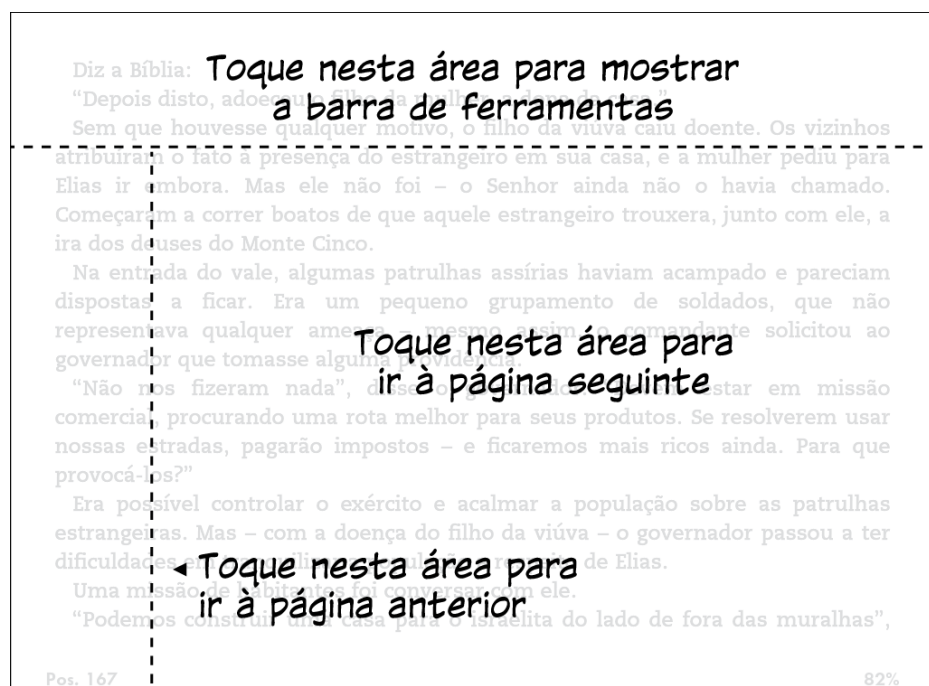 Diz a Bíblia:
Toque nesta área para mostrar
a barra de ferramentas
“Depois disto, adoeceu o filho da mulher, a dona da casa.”
Sem que houvesse qualquer motivo, o filho da viúva caiu doente. Os vizinhos
atribuíram o fato à presença do estrangeiro em sua casa, e a mulher pediu para
Elias ir embora. Mas ele não foi – o Senhor ainda não o havia chamado.
Começaram a correr boatos de que aquele estrangeiro trouxera, junto com ele, a
ira dos deuses do Monte Cinco.
Na entrada do vale, algumas patrulhas assírias haviam acampado e pareciam
dispostas a ficar. Era um pequeno grupamento de soldados, que não
representava qualquer ameaça – mesmo assim, o comandante solicitou ao
governador que tomasse alguma providência.
Toque nesta área para
ir à página seguinte
“Não nos fizeram nada”, disse o estar em missão
comercial, procurando uma rota melhor para seus produtos. Se resolverem usar
nossas estradas, pagarão impostos – e ficaremos mais ricos ainda. Para que
provocá-los?”
Era possível controlar o exército e acalmar a população sobre as patrulhas
estrangeiras. Mas – com a doença do filho da viúva – o governador passou a ter
dificuldades de Elias.
◄ Toque nesta área para
ir à página anterior
Uma missão de habitantes foi conversar com ele.
“Podemos construir uma casa para o israelita do lado de fora das muralhas”,
Pos. 167 82%